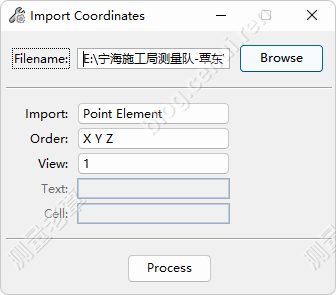 Import Coordinates
Filename: E:\宁海施工局测量队-票东
Browse
Import: Point Element
Order: X Y Z
View: 1
Text:
Cell:
Process